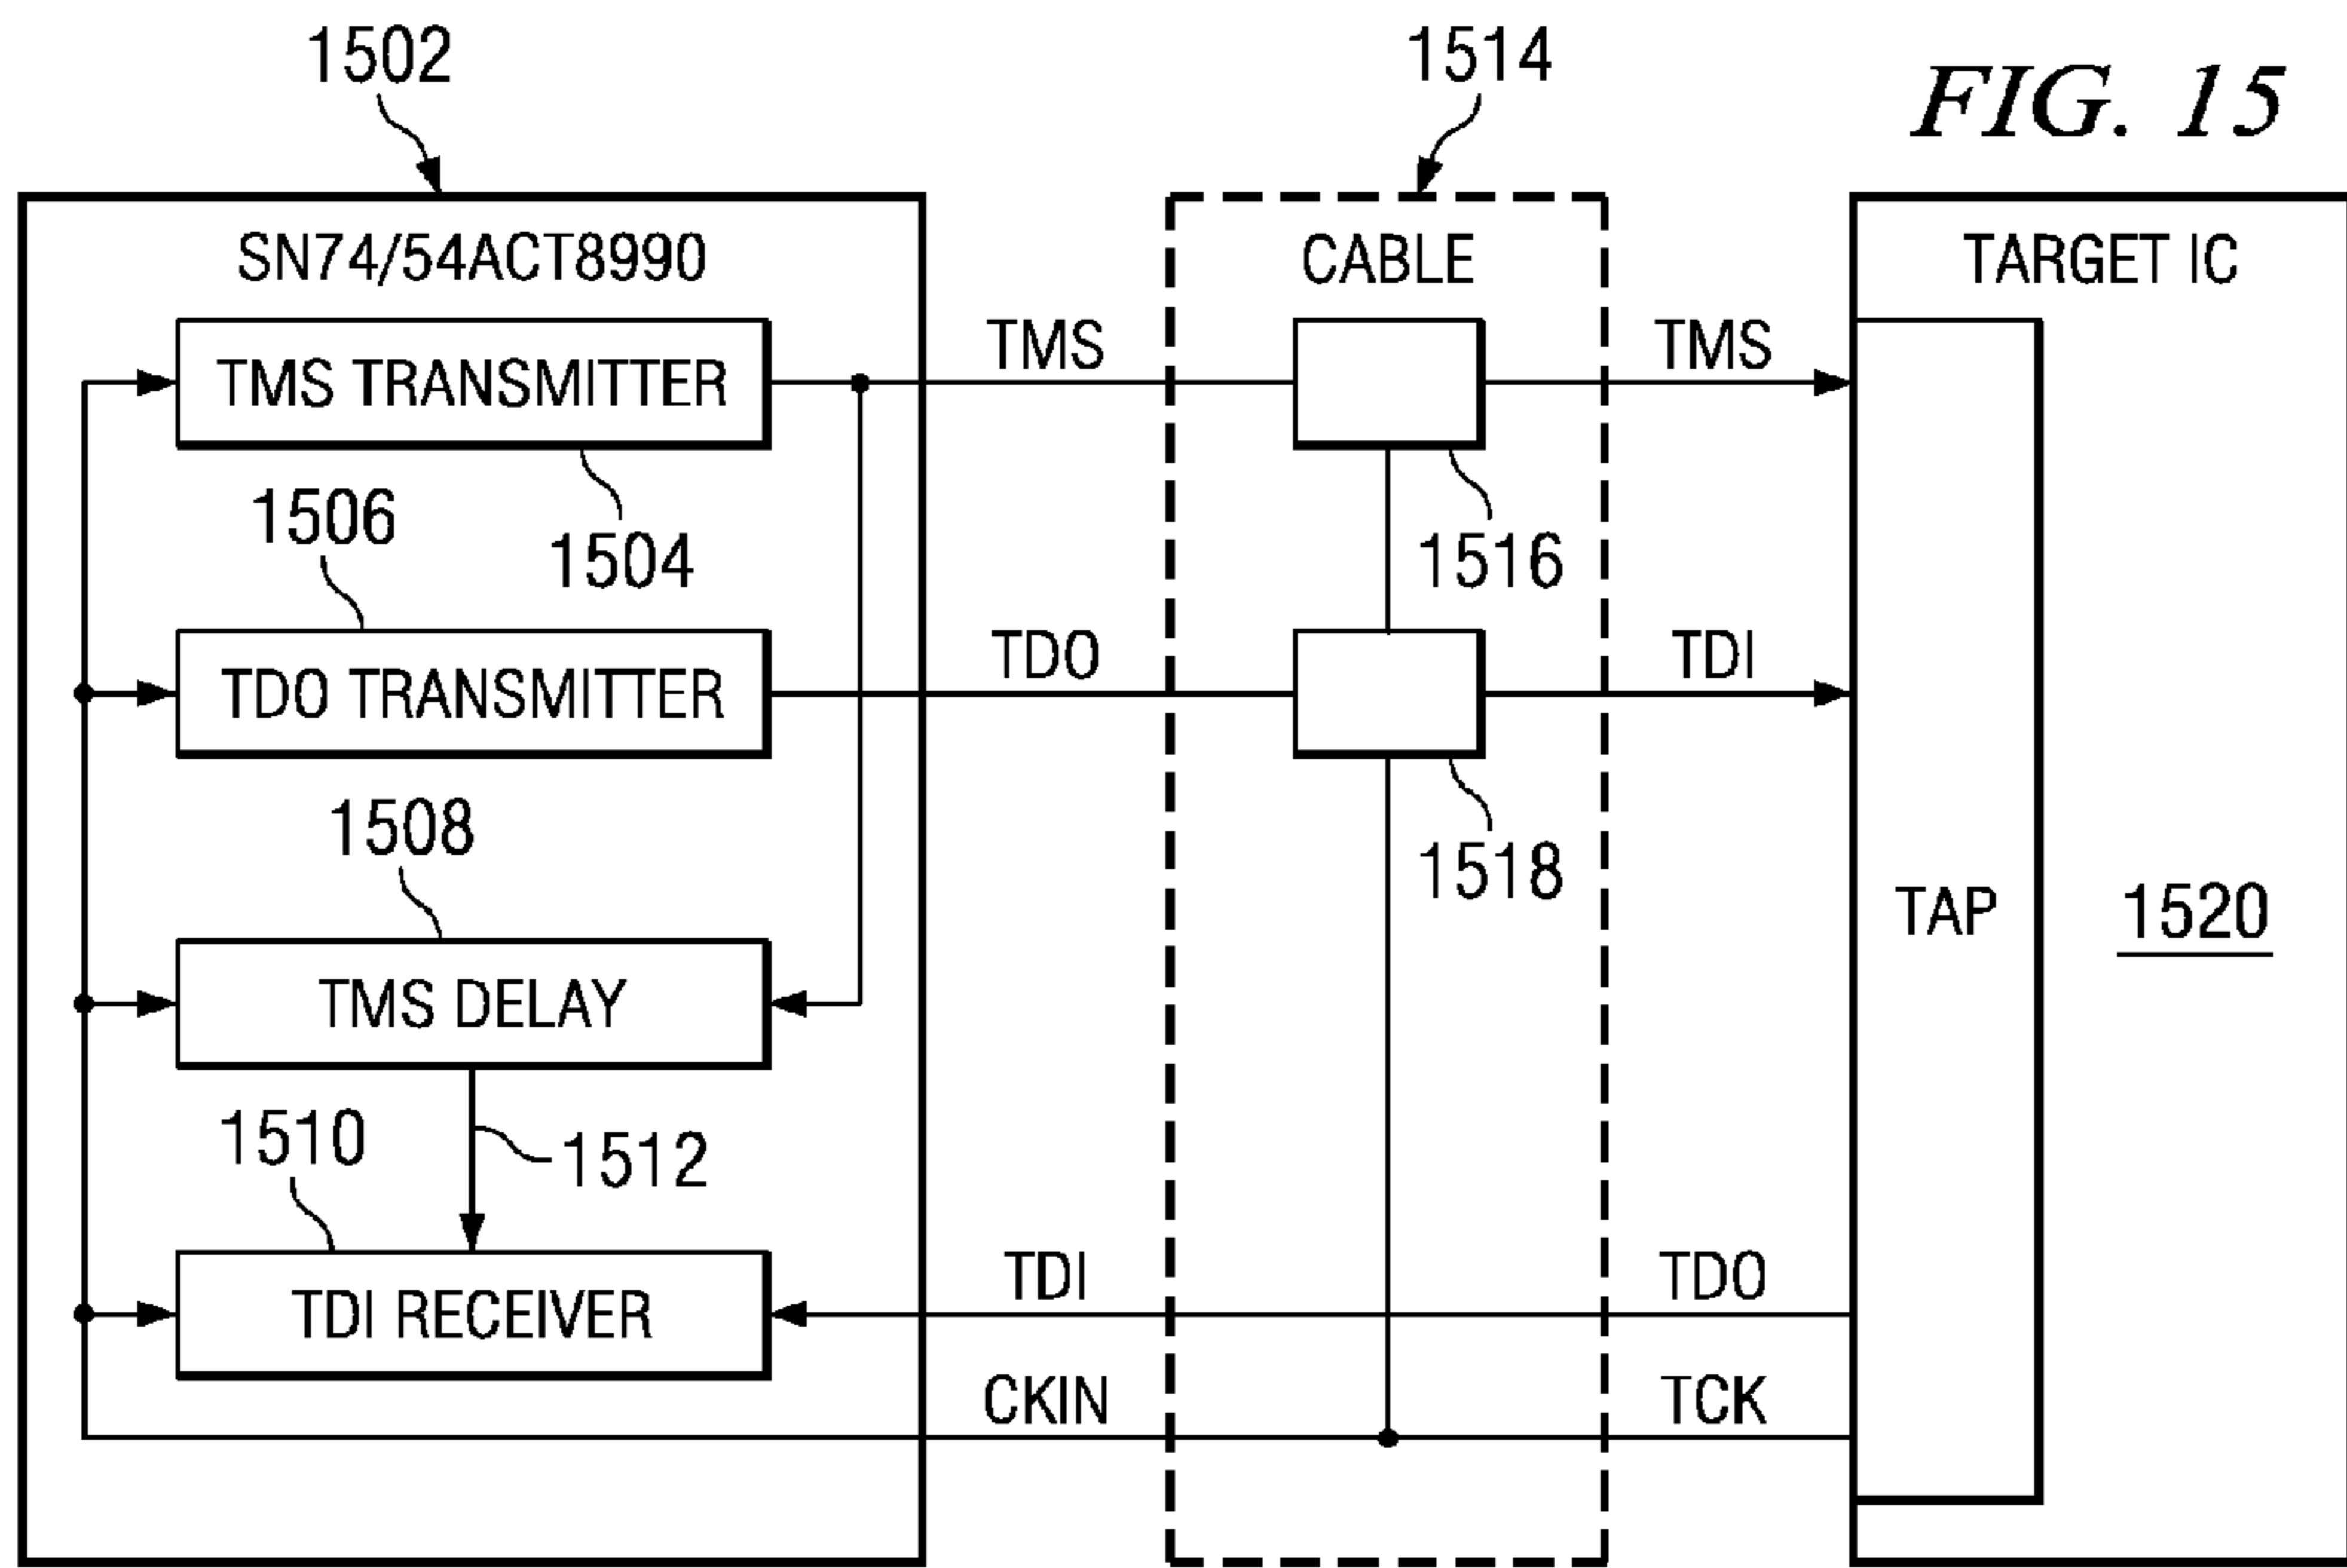 1502
1514
FIG. 15
SN74/54ACT8990
CABLE
TARGET IC
TMS TRANSMITTER
TMS
TMS
1506
1504
1516
TDO TRANSMITTER
TDO
TDI
1508
1518
TAP
1520
TMS DELAY
1510
1512
TDI RECEIVER
TDI
TDO
CKIN
TCK